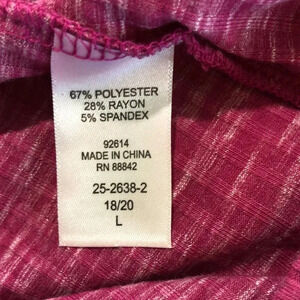 67% POLYESTER
28% RAYON
5% SPANDEX
92614
MADE IN CHINA
RN 88842
25-2638-2
18/20
L